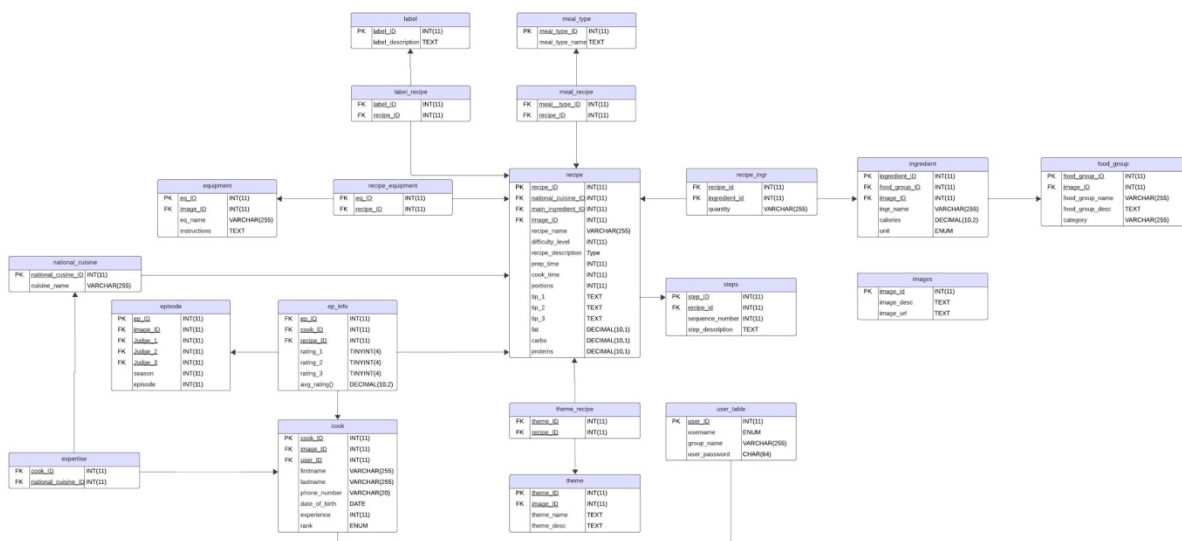 label
PK label_ID INT(11)
label_description TEXT
meal_type
PK meal_type_ID INT(11)
meal_type_name TEXT
label_recipe
FK label_ID INT(11)
FK recipe_ID INT(11)
meal_recipe
FK meal__type_ID INT(11)
FK recipe_ID INT(11)
equipment
PK eq_ID INT(11)
FK image_ID INT(11)
eq_name VARCHAR(255)
instructions TEXT
recipe_equipment
FK eq_ID INT(11)
FK recipe_ID INT(11)
recipe
PK recipe_ID INT(11)
FK national_cuisine_ID INT(11)
FK main_ingredient_ID INT(11)
FK image_ID INT(11)
recipe_name VARCHAR(255)
difficulty_level INT(11)
recipe_description Type
prep_time INT(11)
cook_time INT(11)
portions INT(11)
tip_1 TEXT
tip_2 TEXT
tip_3 TEXT
fat DECIMAL(10,1)
carbs DECIMAL(10,1)
proteins DECIMAL(10,1)
recipe_ingr
FK recipe_id INT(11)
FK ingredient_ID INT(11)
quantity VARCHAR(255)
ingredient
PK ingredient_ID INT(11)
FK food_group_ID INT(11)
FK image_ID INT(11)
ingr_name VARCHAR(255)
calories DECIMAL(10,2)
unit ENUM
food_group
PK food_group_ID INT(11)
FK image_ID INT(11)
food_group_name VARCHAR(255)
food_group_desc TEXT
category VARCHAR(255)
national_cuisine
PK national_cusine_ID INT(11)
cuisine_name VARCHAR(255)
episode
PK ep_ID INT(11)
FK image_ID INT(11)
FK Judge_1 INT(11)
FK Judge_2 INT(11)
FK Judge_3 INT(11)
season INT(11)
episode INT(11)
ep_info
FK ep_ID INT(11)
FK cook_ID INT(11)
FK recipe_ID INT(11)
rating_1 TINYINT(4)
rating_2 TINYINT(4)
rating_3 TINYINT(4)
avg_rating() DECIMAL(10,2)
steps
PK step_ID INT(11)
FK recipe_id INT(11)
sequence_number INT(11)
step_description TEXT
images
PK image_id INT(11)
image_desc TEXT
image_url TEXT
expertise
FK cook_ID INT(11)
FK national_cuisine_ID INT(11)
cook
PK cook_ID INT(11)
FK image_ID INT(11)
FK user_ID INT(11)
firstname VARCHAR(255)
lastname VARCHAR(255)
phone_number VARCHAR(20)
date_of_birth DATE
experience INT(11)
rank ENUM
theme_recipe
FK theme_ID INT(11)
FK recipe_ID INT(11)
theme
PK theme_ID INT(11)
FK image_ID INT(11)
theme_name TEXT
theme_desc TEXT
user_table
PK user_ID INT(11)
username ENUM
group_name VARCHAR(255)
user_password CHAR(64)